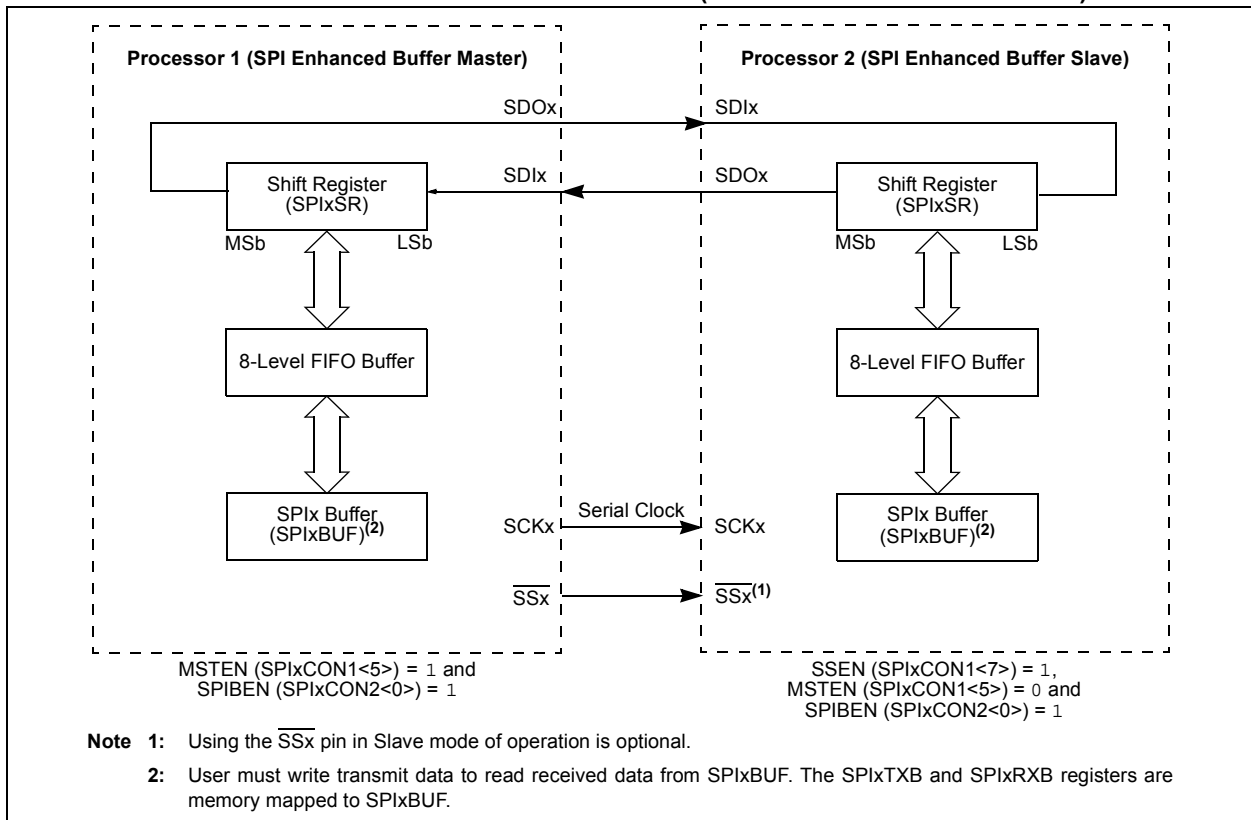 Processor 1 (SPI Enhanced Buffer Master)
Processor 2 (SPI Enhanced Buffer Slave)
SDOx
SDIx
Shift Register
(SPIxSR)
SDIx
SDOx
Shift Register
(SPIxSR)
MSb
LSb
MSb
LSb
8-Level FIFO Buffer
8-Level FIFO Buffer
SPIx Buffer
(SPIxBUF)(2)
SCKx
Serial Clock
SCKx
SPIx Buffer
(SPIxBUF)(2)
SSx
SSx(1)
MSTEN (SPIxCON1<5>) = 1 and
SPIBEN (SPIxCON2<0>) = 1
SSEN (SPIxCON1<7>) = 1,
MSTEN (SPIxCON1<5>) = 0 and
SPIBEN (SPIxCON2<0>) = 1
Note 1: Using the SSx pin in Slave mode of operation is optional.
2: User must write transmit data to read received data from SPIxBUF. The SPIxTXB and SPIxRXB registers are
memory mapped to SPIxBUF.